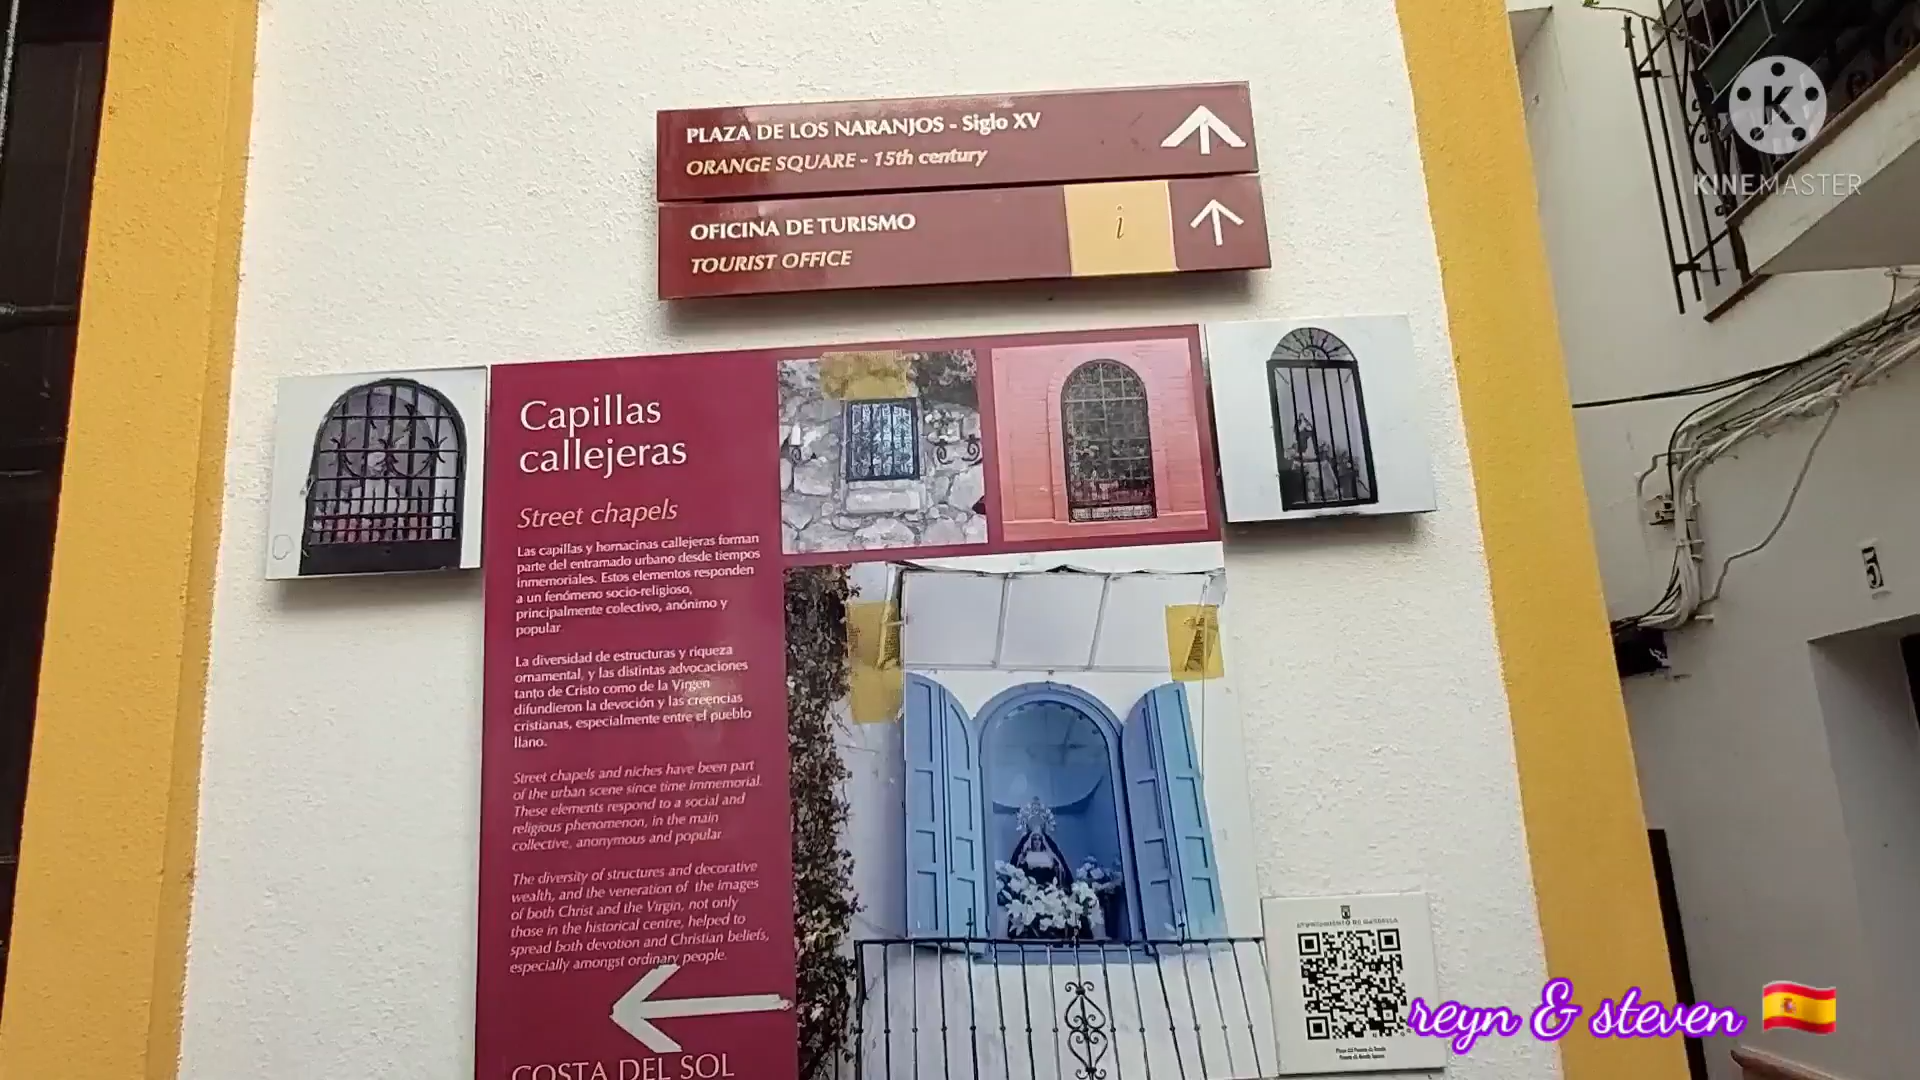 PLAZA DE LOS NARANJOS - Siglo XV
ORANGE SQUARE - 15th century
OFICINA DE TURISMO
TOURIST OFFICE
i
KINEMASTER
Capillas
callejeras
Street chapels
Las capillas y hornacinas callejeras forman
parte del entramado urbano desde tiempos
inmemoriales. Estos elementos responden
a un fenómeno socio-religioso,
principalmente colectivo, anónimo y
popular.
La diversidad de estructuras y riqueza
ornamental, y las distintas advocaciones
tanto de Cristo como de la Virgen
difundieron la devoción y las creencias
cristianas, especialmente entre el pueblo
llano.
Street chapels and niches have been part
of the urban scene since time immemorial.
These elements respond to a social and
religious phenomenon, in the main
collective, anonymous and popular.
The diversity of structures and decorative
wealth, and the veneration of the images
of both Christ and the Virgin, not only
those in the historical centre, helped to
spread both devotion and Christian beliefs,
especially amongst ordinary people.
COSTA DEL SOL
5
AYUNTAMIENTO DE MARBELLA
reyn & steven